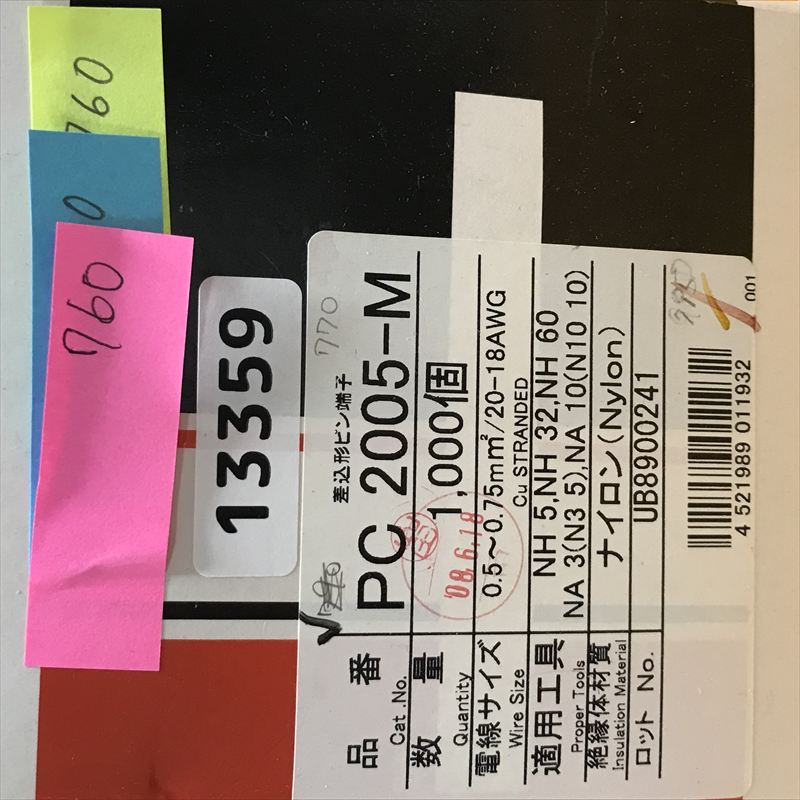 760
760
13359
770
差込形ピン端子
品番 PC 2005-M
Cat.No.
数量 1,000個
Quantity
'08.6.18
電線サイズ 0.5～0.75mm²/20-18AWG
Wire Size Cu STRANDED
適用工具 NH 5,NH 32,NH 60
Proper Tools NA 3(N3 5),NA 10(N10 10)
絶縁体材質 ナイロン(Nylon)
Insulation Material
ロット No. UB8900241
4 521989 011932
001